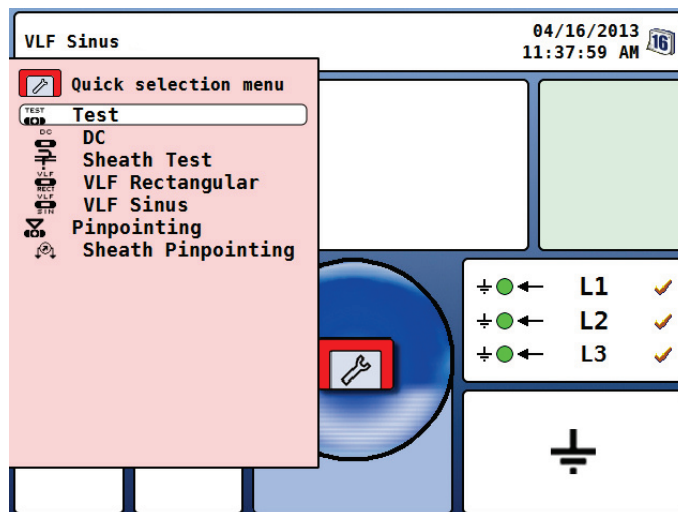 VLF Sinus
04/16/2013
11:37:59 AM
16
Quick selection menu
TEST
Test
DC
DC
Sheath Test
VLF
RECT
VLF Rectangular
VLF
SIN
VLF Sinus
Pinpointing
Sheath Pinpointing
L1
L2
L3